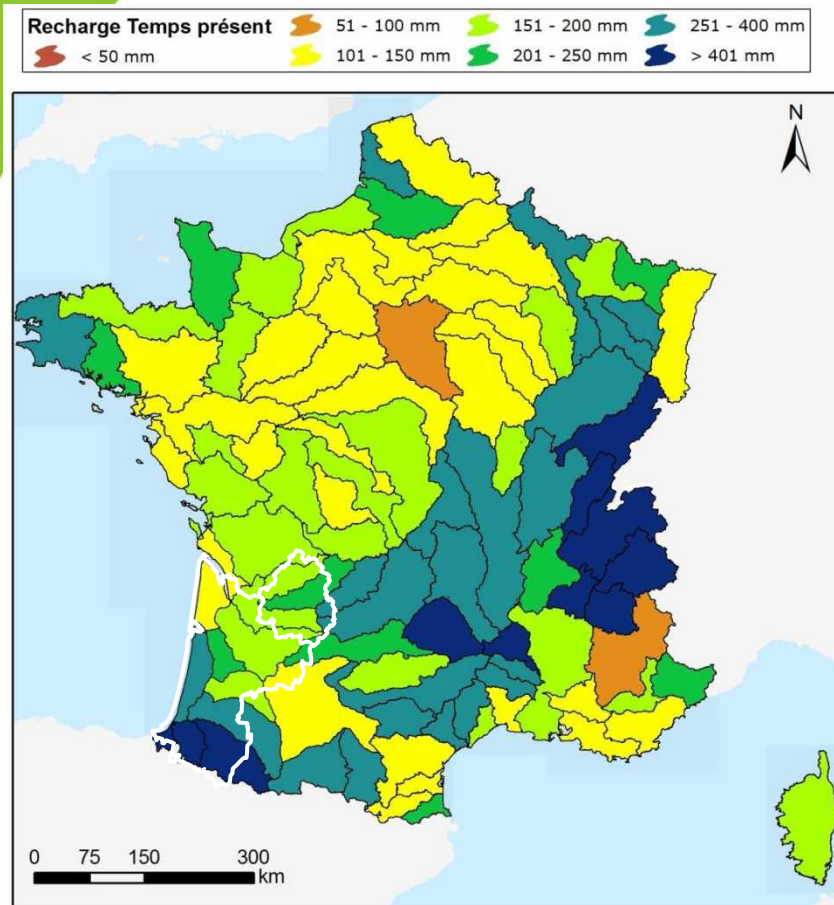 Recharge Temps présent
< 50 mm
51 - 100 mm
101 - 150 mm
151 - 200 mm
201 - 250 mm
251 - 400 mm
> 401 mm
N
0 75 150 300
km